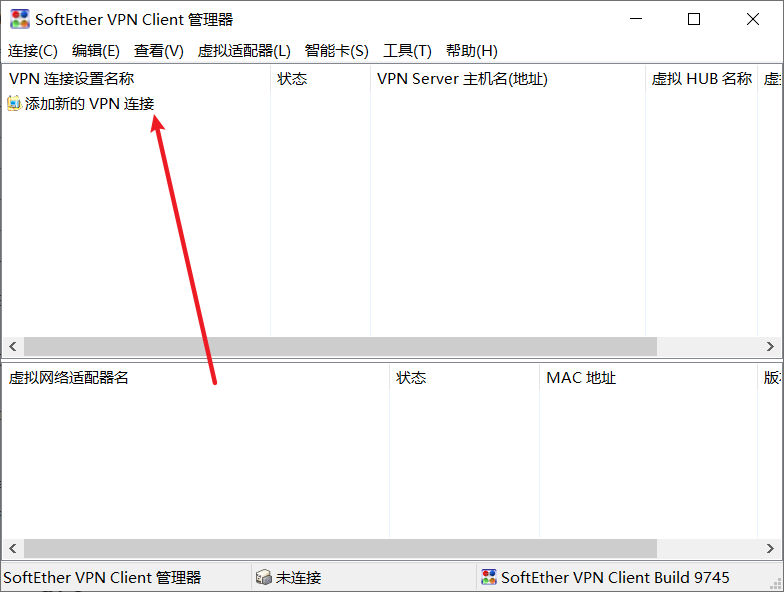 SoftEther VPN Client 管理器
连接(C) 编辑(E) 查看(V) 虚拟适配器(L) 智能卡(S) 工具(T) 帮助(H)
VPN 连接设置名称 状态 VPN Server 主机名(地址) 虚拟 HUB 名称
添加新的 VPN 连接
虚拟网络适配器名 状态 MAC 地址 版
SoftEther VPN Client 管理器 未连接 SoftEther VPN Client Build 9745